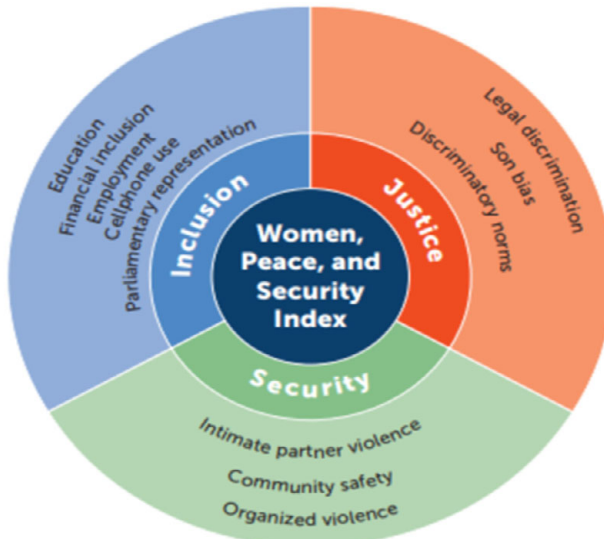 Education
Financial inclusion
Employment
Cellphone use
Parliamentary representation
Inclusion
Legal discrimination
Son bias
Discriminatory norms
Justice
Women,
Peace, and
Security
Index
Security
Intimate partner violence
Community safety
Organized violence